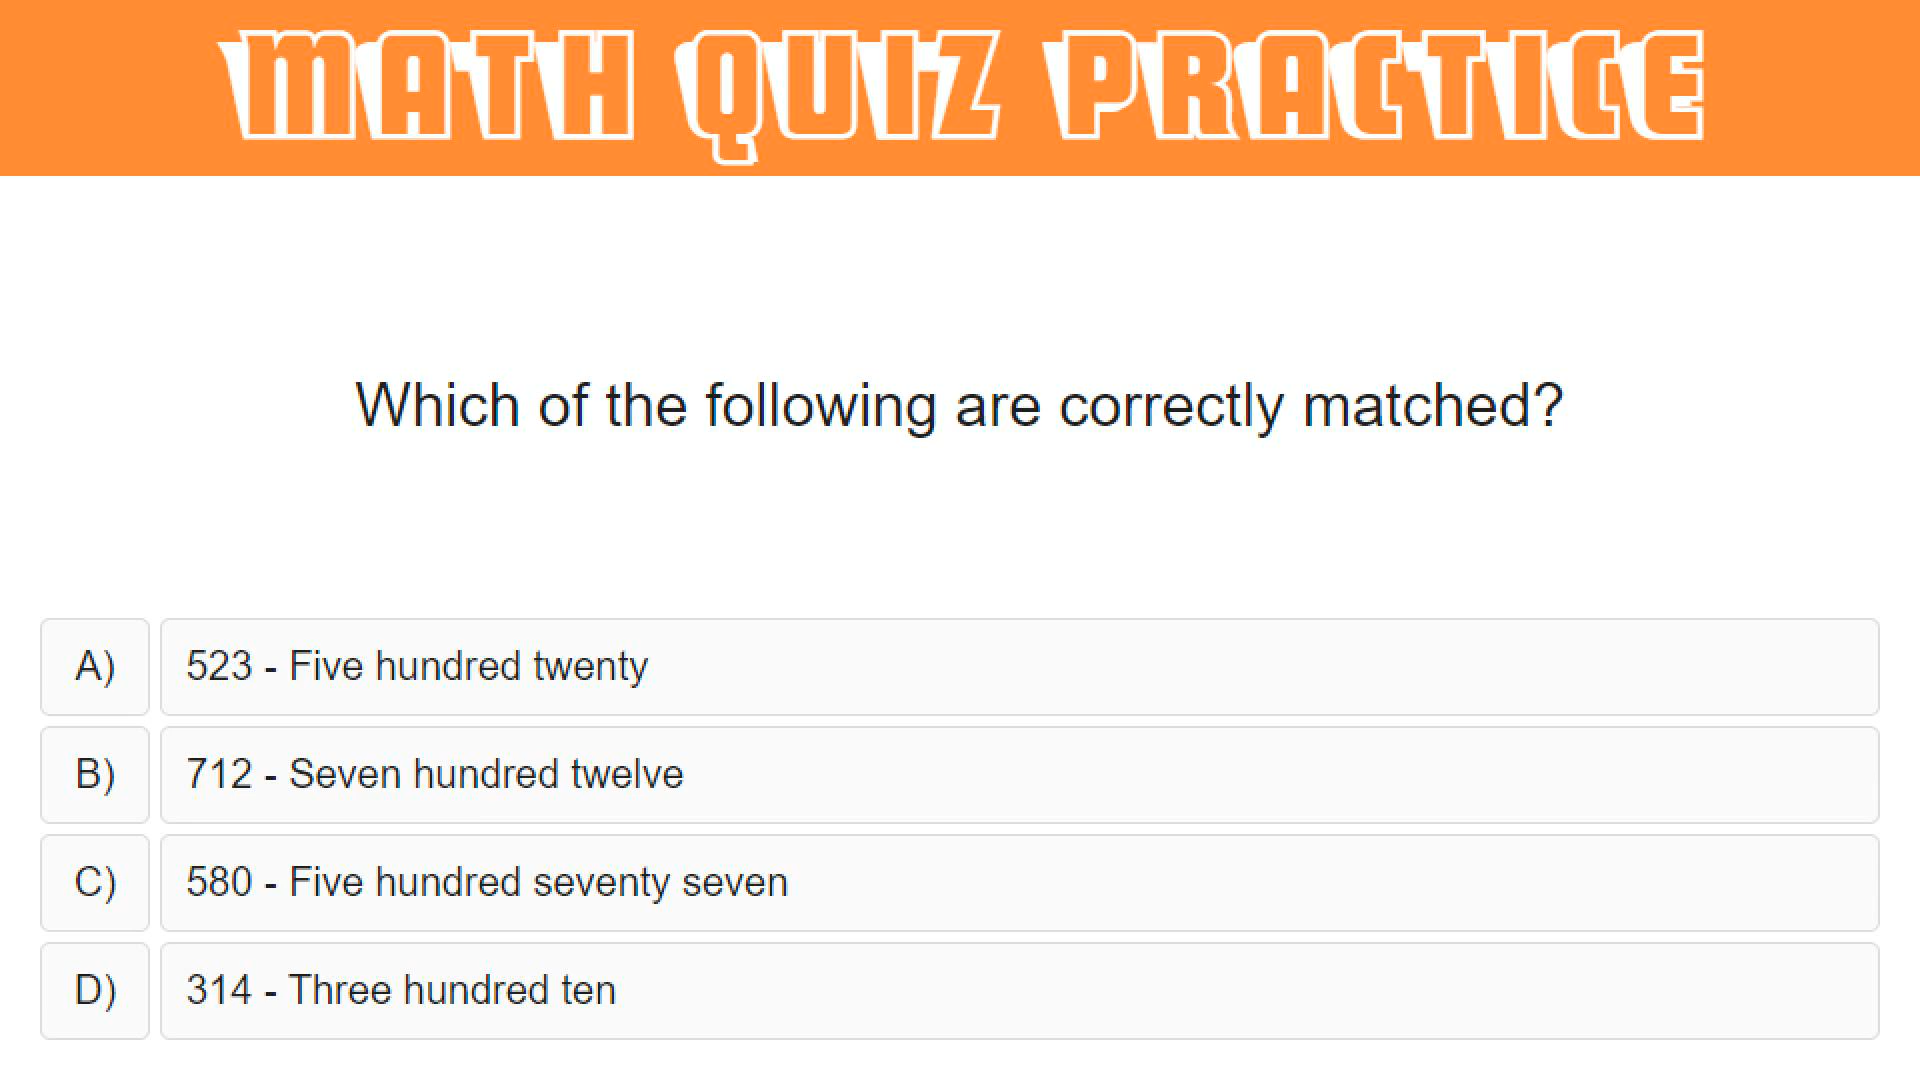 MATH QUIZ PRACTICE
Which of the following are correctly matched?
A) 523 - Five hundred twenty
B) 712 - Seven hundred twelve
C) 580 - Five hundred seventy seven
D) 314 - Three hundred ten